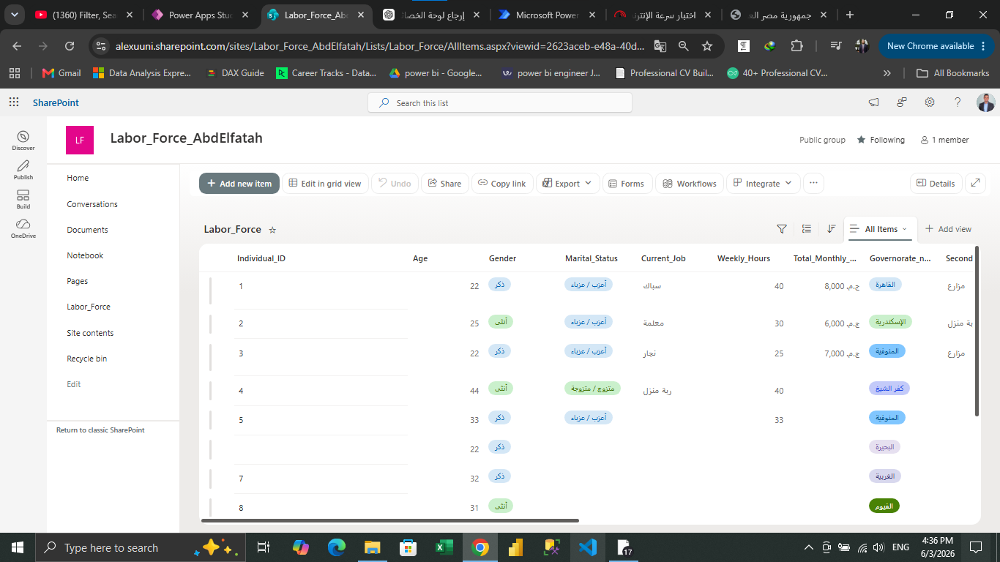 (1360) Filter, Sea
Power Apps Stu
Labor_Force_Abd
إرجاع لوحة الخصائ
Microsoft Power
اختبار سرعة الإنترنت
جمهورية مصر الع
alexuuni.sharepoint.com/sites/Labor_Force_AbdElfatah/Lists/Labor_Force/AllItems.aspx?viewid=2623aceb-e48a-40d...
New Chrome available
Gmail
Data Analysis Expre...
DAX Guide
Career Tracks - Data...
power bi - Google...
power bi engineer J...
Professional CV Buil...
40+ Professional CV...
All Bookmarks
SharePoint
Search this list
Discover
Publish
Build
OneDrive
LF
Labor_Force_AbdElfatah
Public group
Following
1 member
Home
Conversations
Documents
Notebook
Pages
Labor_Force
Site contents
Recycle bin
Edit
Return to classic SharePoint
+ Add new item
Edit in grid view
Undo
Share
Copy link
Export
Forms
Workflows
Integrate
...
Details
Labor_Force
All Items
+ Add view
Individual_ID Age Gender Marital_Status Current_Job Weekly_Hours Total_Monthly_... Governorate_n... Second
1 22 ذكر أعزب / عزباء سباك 40 ج.م. 8,000 القاهرة مزارع
2 25 أنثى أعزب / عزباء معلمة 30 ج.م. 6,000 الإسكندرية بة منزل
3 22 ذكر أعزب / عزباء نجار 25 ج.م. 7,000 المنوفية مزارع
4 44 أنثى متزوج / متزوجة ربة منزل 40 كفر الشيخ
5 33 ذكر أعزب / عزباء 33 المنوفية
22 ذكر البحيرة
7 32 ذكر الغربية
8 31 أنثى الفيوم
Type here to search
17
ENG
4:36 PM
6/3/2026